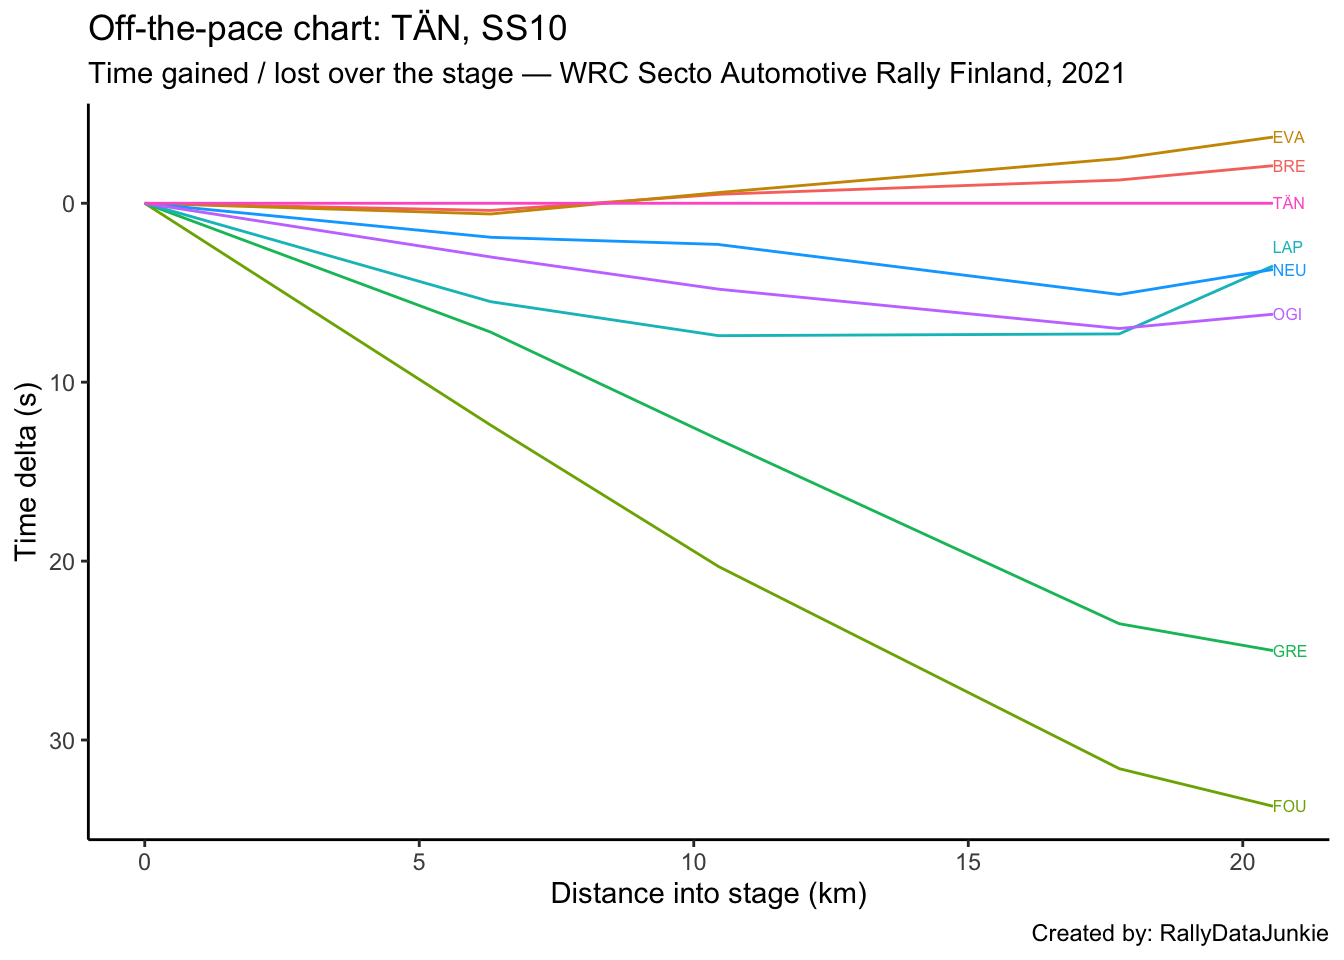 Off-the-pace chart: TÄN, SS10
Time gained / lost over the stage — WRC Secto Automotive Rally Finland, 2021
EVA
BRE
TÄN
LAP
NEU
OGI
GRE
FOU
0
10
20
30
Time delta (s)
0 5 10 15 20
Distance into stage (km)
Created by: RallyDataJunkie